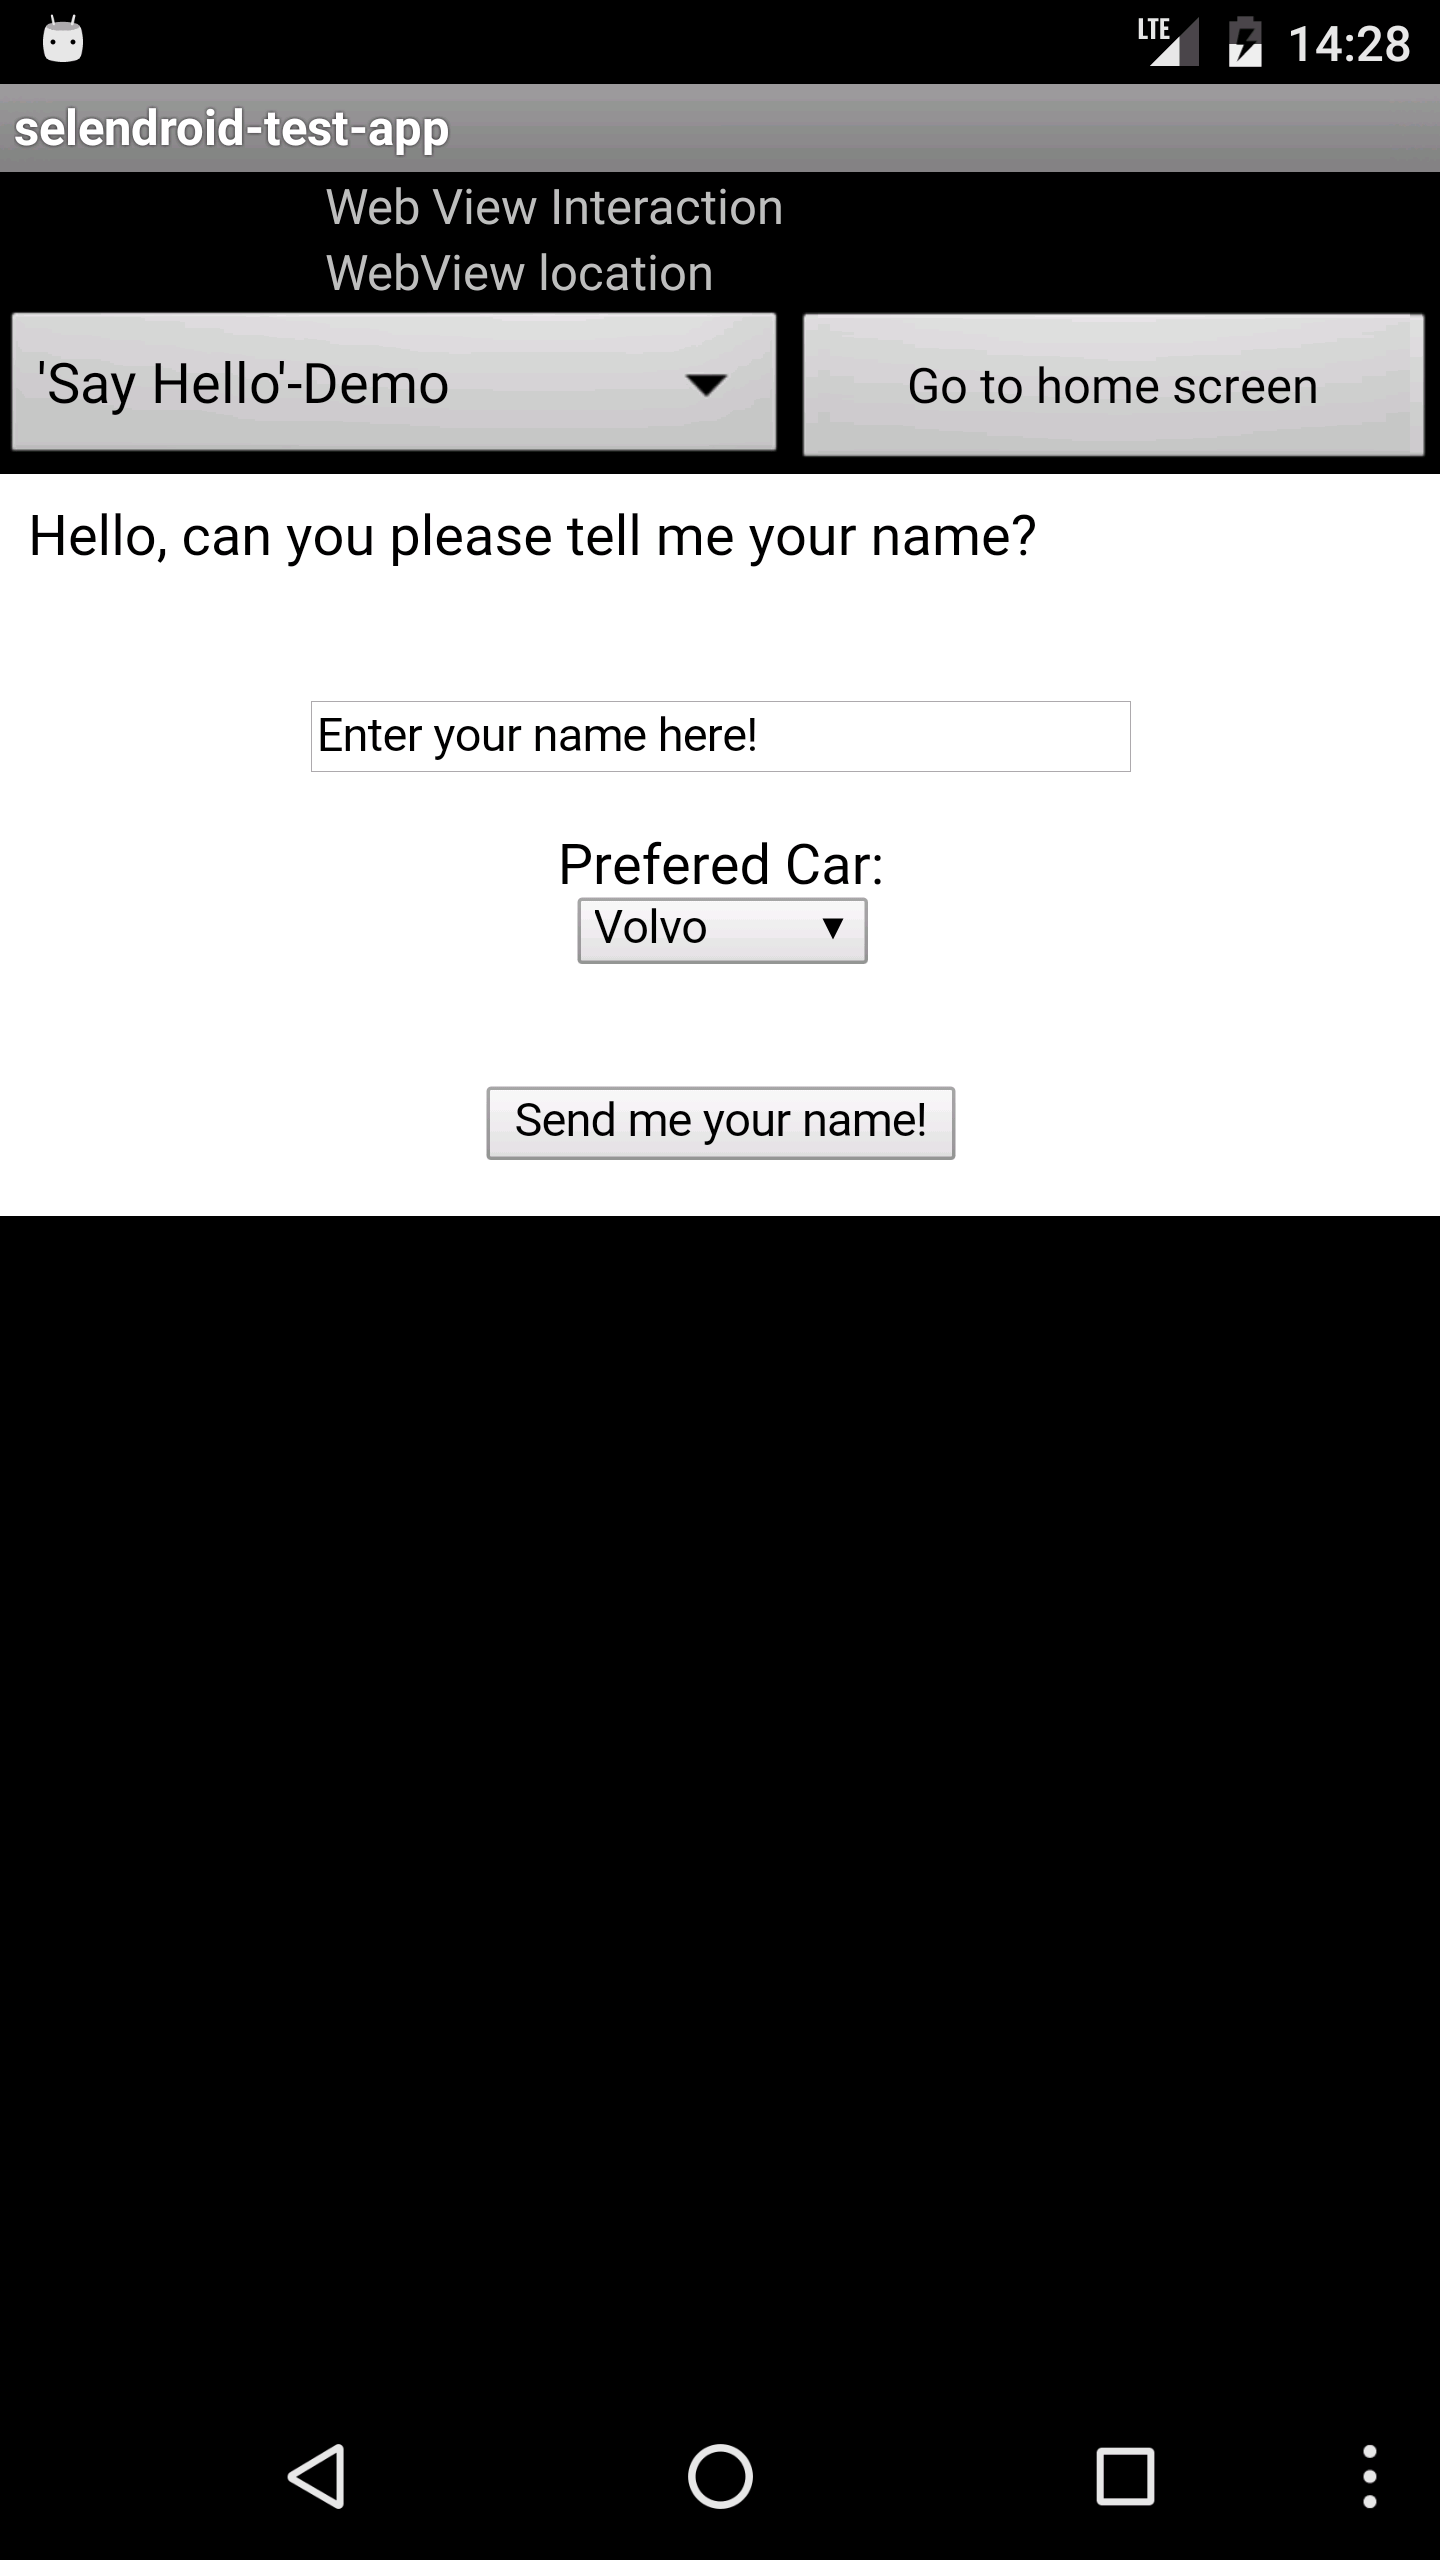 LTE 14:28
selendroid-test-app
Web View Interaction
WebView location
'Say Hello'-Demo
Go to home screen
Hello, can you please tell me your name?
Enter your name here!
Prefered Car:
Volvo
Send me your name!